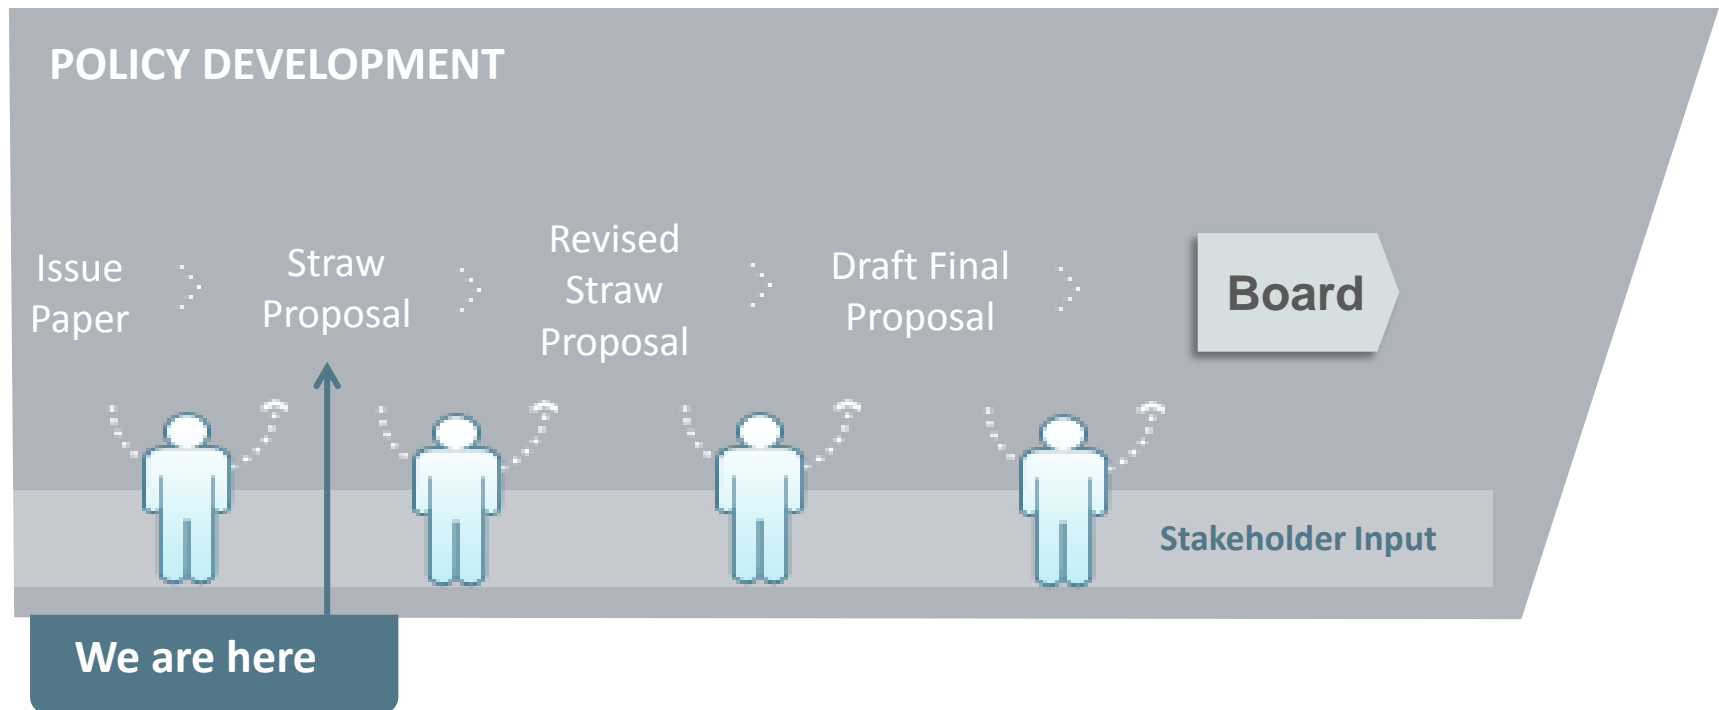 POLICY DEVELOPMENT
Issue
Paper
Straw
Proposal
Revised
Straw
Proposal
Draft Final
Proposal
Board
Stakeholder Input
We are here